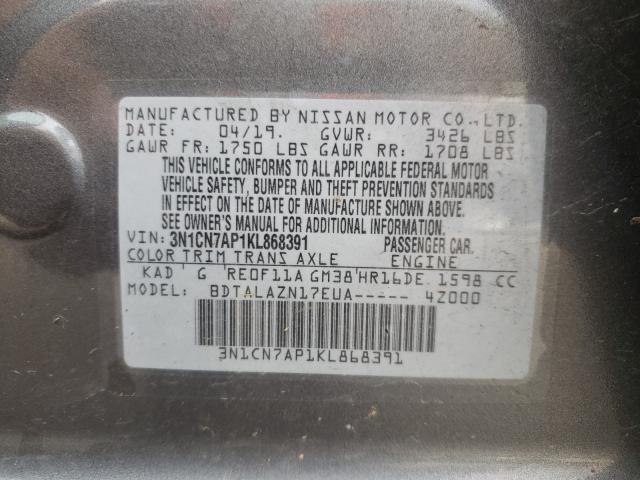 MANUFACTURED BY NISSAN MOTOR CO.,LTD.
DATE: 04/19. GVWR: 3426 LBS
GAWR FR: 1750 LBS GAWR RR: 1708 LBS
THIS VEHICLE CONFORMS TO ALL APPLICABLE FEDERAL MOTOR
VEHICLE SAFETY, BUMPER AND THEFT PREVENTION STANDARDS
IN EFFECT ON THE DATE OF MANUFACTURE SHOWN ABOVE.
SEE OWNER'S MANUAL FOR ADDITIONAL INFORMATION.
VIN: 3N1CN7AP1KL868391 PASSENGER CAR.
COLOR TRIM TRANS AXLE ENGINE
KAD ' G 'RE0F11A GM38'HR16DE 1598 CC
MODEL: BDTALAZN17EUA----- 4Z000
3N1CN7AP1KL868391